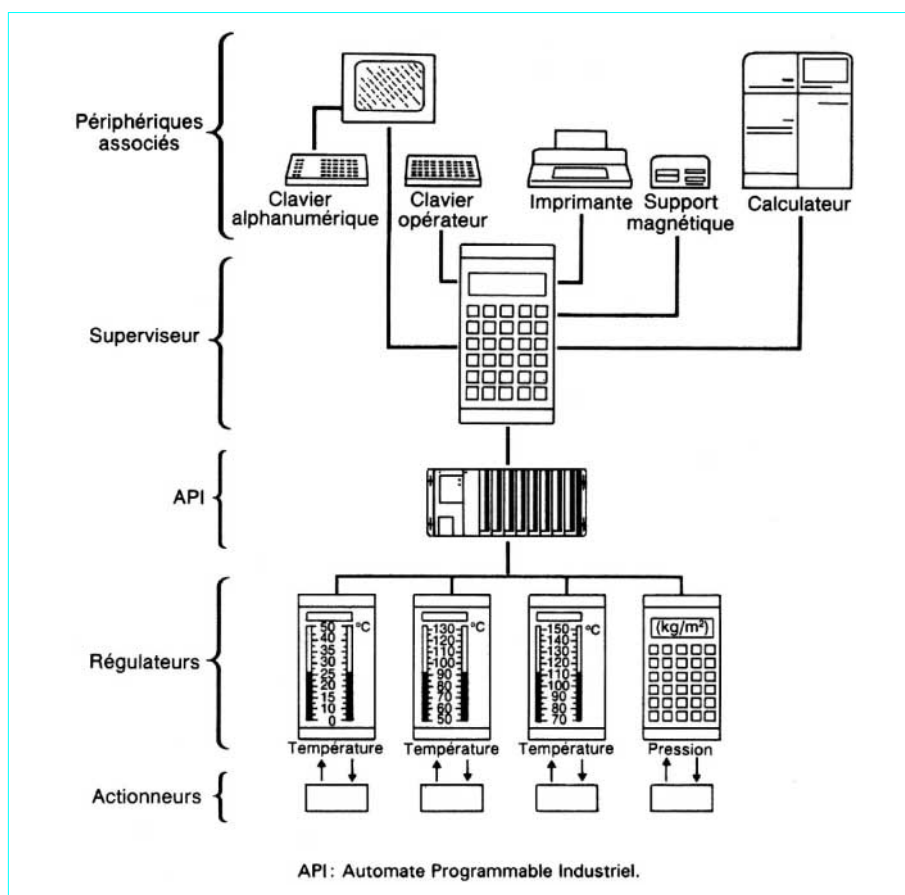 Périphériques
associés
Clavier
alphanumérique
Clavier
opérateur
Imprimante
Support
magnétique
Calculateur
Superviseur
API
Régulateurs
50
40
35
30
25
20
15
10
0
°C
Température
130
120
110
100
90
80
70
60
50
°C
Température
150
140
130
120
110
100
90
80
70
°C
Température
(kg/m²)
Pression
Actionneurs
API : Automate Programmable Industriel.